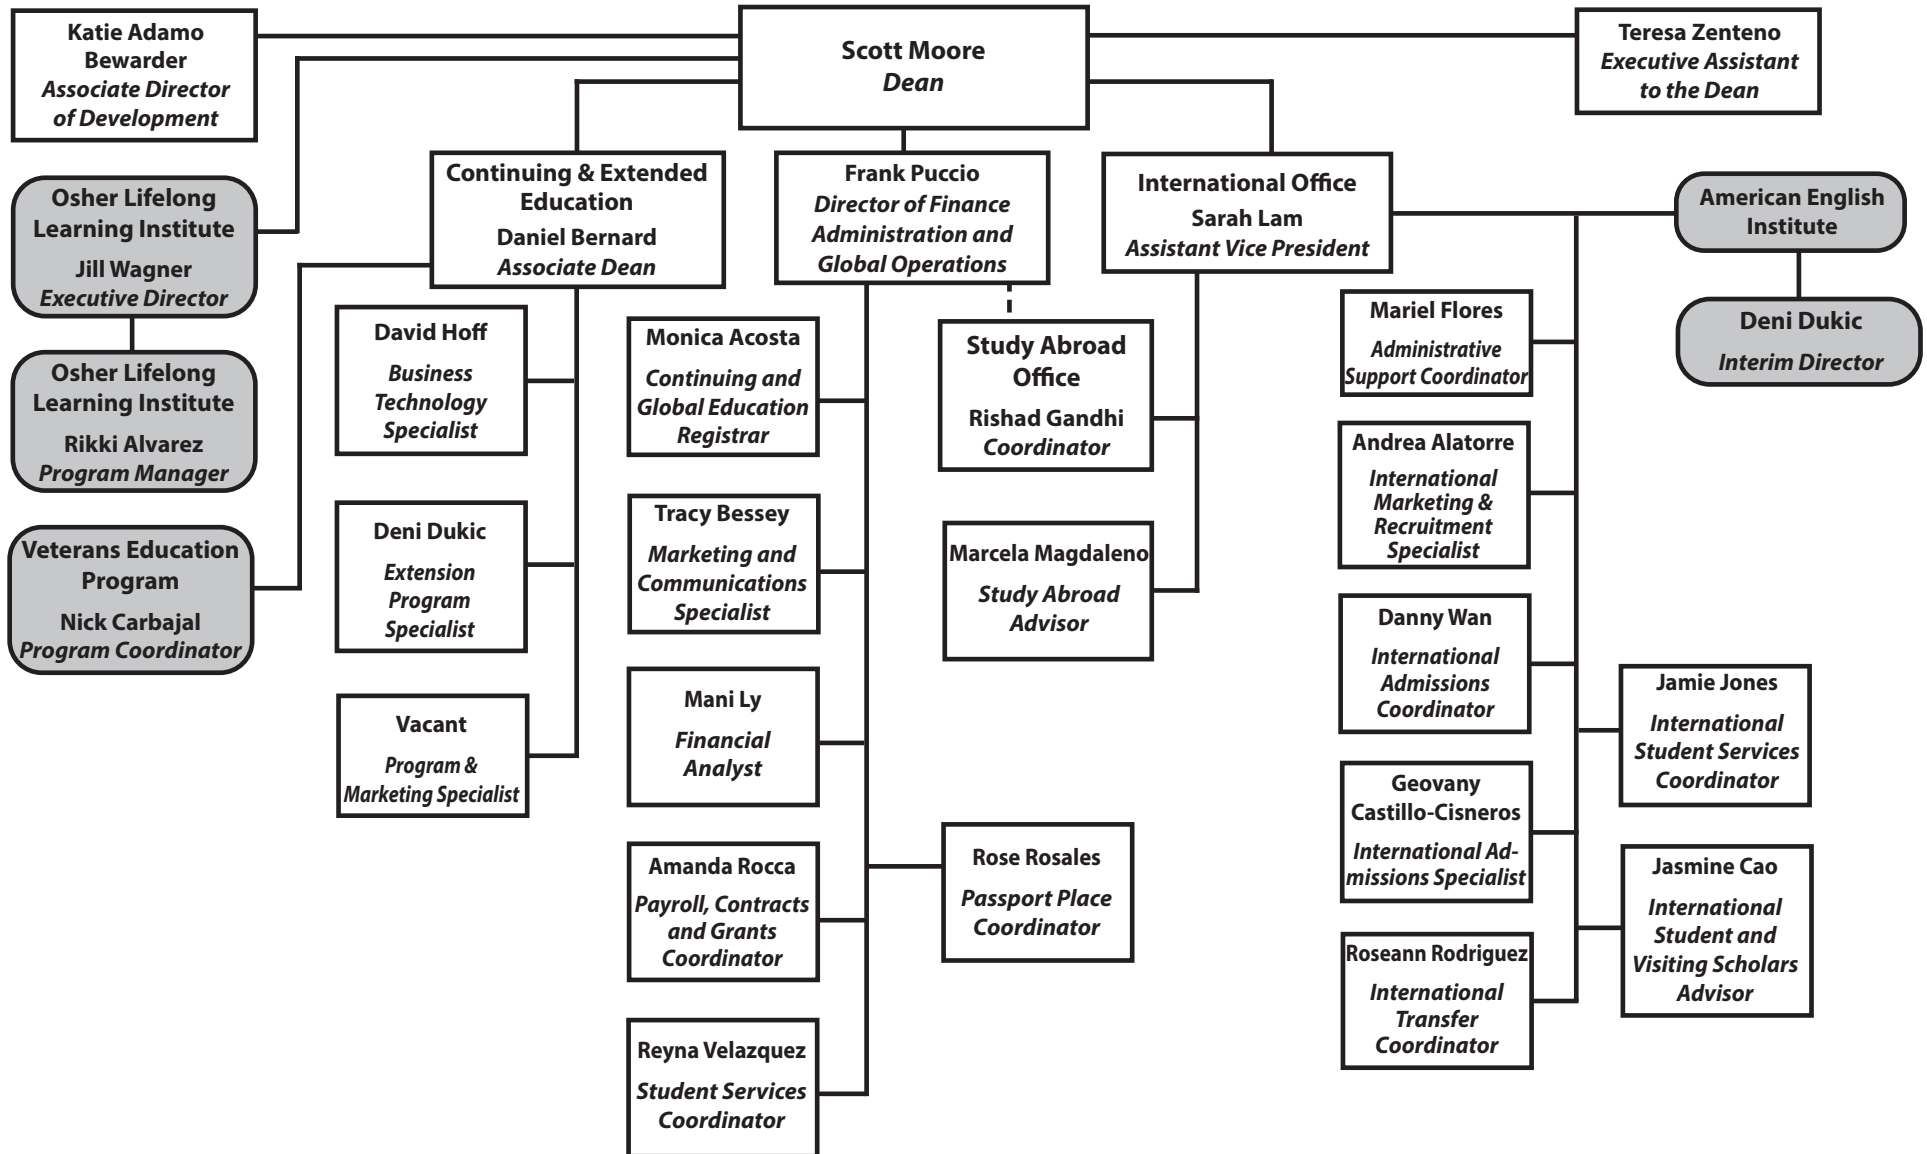 Katie Adamo
Bewarder
Associate Director
of Development
Scott Moore
Dean
Teresa Zenteno
Executive Assistant
to the Dean
Osher Lifelong
Learning Institute
Jill Wagner
Executive Director
Osher Lifelong
Learning Institute
Rikki Alvarez
Program Manager
Veterans Education
Program
Nick Carbajal
Program Coordinator
Continuing & Extended
Education
Daniel Bernard
Associate Dean
David Hoff
Business
Technology
Specialist
Deni Dukic
Extension
Program
Specialist
Vacant
Program &
Marketing Specialist
Frank Puccio
Director of Finance
Administration and
Global Operations
Monica Acosta
Continuing and
Global Education
Registrar
Tracy Bessey
Marketing and
Communications
Specialist
Mani Ly
Financial
Analyst
Amanda Rocca
Payroll, Contracts
and Grants
Coordinator
Reyna Velazquez
Student Services
Coordinator
Rose Rosales
Passport Place
Coordinator
International Office
Sarah Lam
Assistant Vice President
Study Abroad
Office
Rishad Gandhi
Coordinator
Marcela Magdaleno
Study Abroad
Advisor
Mariel Flores
Administrative
Support Coordinator
Andrea Alatorre
International
Marketing &
Recruitment
Specialist
Danny Wan
International
Admissions
Coordinator
Geovany
Castillo-Cisneros
International Ad-
missions Specialist
Roseann Rodriguez
International
Transfer
Coordinator
Jamie Jones
International
Student Services
Coordinator
Jasmine Cao
International
Student and
Visiting Scholars
Advisor
American English
Institute
Deni Dukic
Interim Director